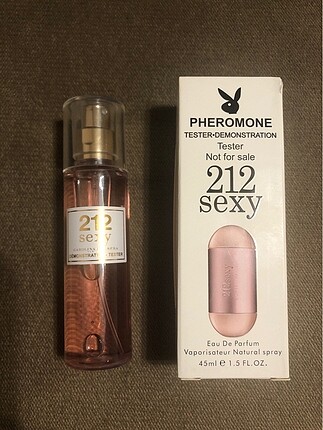 212
sexy
DEMONSTRATION TESTER
PHEROMONE
TESTER•DEMONSTRATION
Tester
Not for sale
212
sexy
Eau De Parfum
Vaporisateur Natural spray
45ml ℮ 1.5 FL.OZ.